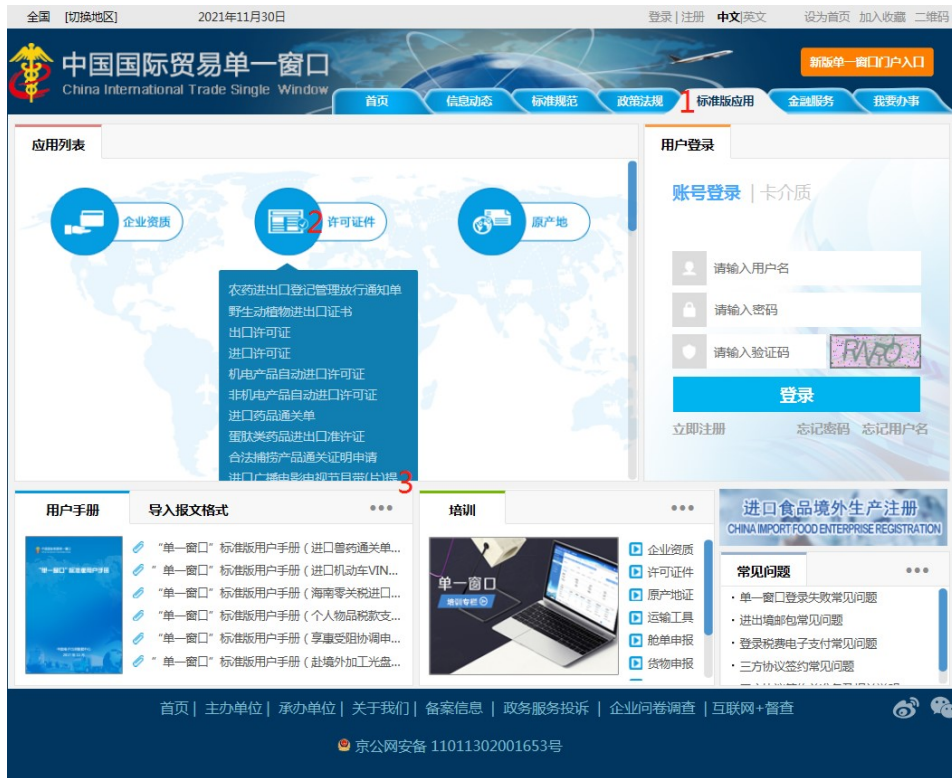 全国 [切换地区] 2021年11月30日 登录 | 注册 中文|英文 设为首页 加入收藏 二维码
中国国际贸易单一窗口
China International Trade Single Window
新版单一窗口门户入口
首页 信息动态 标准规范 政策法规 1 标准版应用 金融服务 我要办事
应用列表
企业资质
2 许可证件
原产地
农药进出口登记管理放行通知单
野生动植物进出口证书
出口许可证
进口许可证
机电产品自动进口许可证
非机电产品自动进口许可证
进口药品通关单
蛋肽类药品进出口准许证
合法捕捞产品通关证明申请
进口广播电影电视节目带(片)提
3
用户登录
账号登录 | 卡介质
请输入用户名
请输入密码
请输入验证码
登录
立即注册 忘记密码 忘记用户名
用户手册 导入报文格式 •••
"单一窗口"标准版用户手册(进口兽药通关单...
"单一窗口"标准版用户手册(进口机动车VIN...
"单一窗口"标准版用户手册(海南零关税进口...
"单一窗口"标准版用户手册(个人物品税款支...
"单一窗口"标准版用户手册(享惠受阻协调申...
"单一窗口"标准版用户手册(赴境外加工光盘...
培训 •••
单一窗口
培训专栏
企业资质
许可证件
原产地证
运输工具
舱单申报
货物申报
进口食品境外生产注册
CHINA IMPORT FOOD ENTERPRISE REGISTRATION
常见问题 •••
· 单一窗口登录失败常见问题
· 进出境邮包常见问题
· 登录税费电子支付常见问题
· 三方协议签约常见问题
首页 | 主办单位 | 承办单位 | 关于我们 | 备案信息 | 政务服务投诉 | 企业问卷调查 | 互联网+督查
京公网安备 11011302001653号